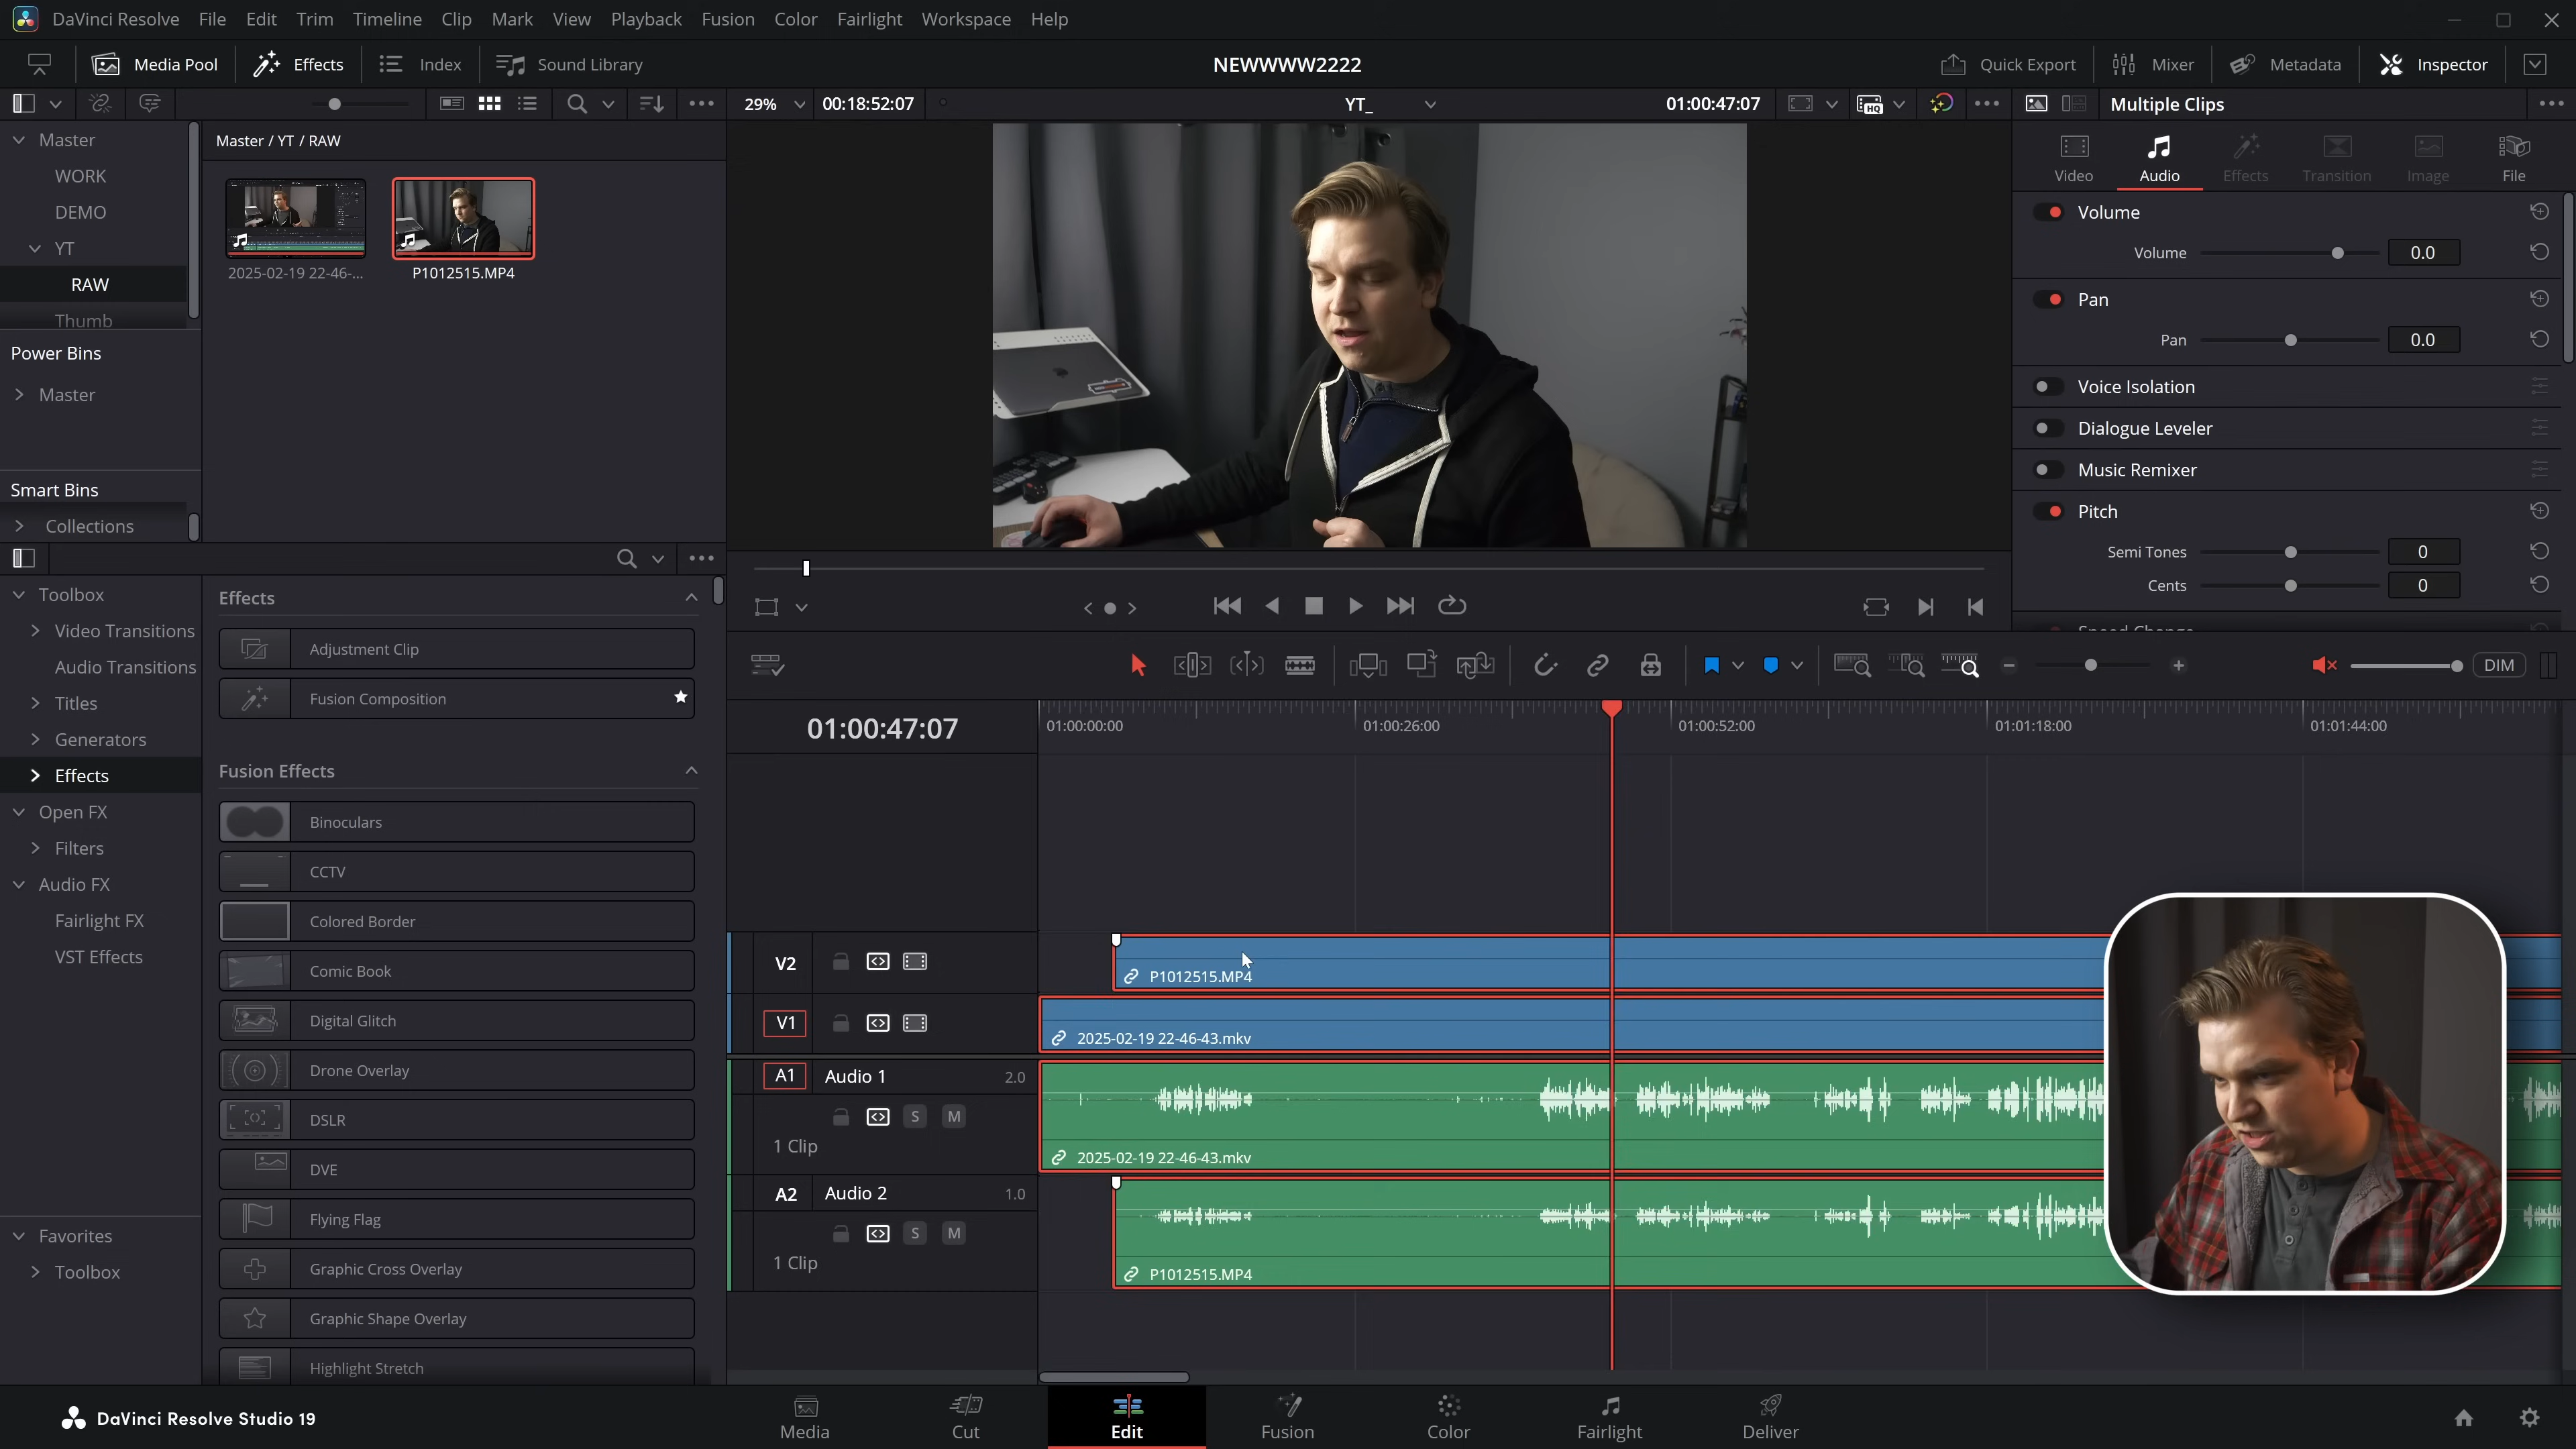 DaVinci Resolve File Edit Trim Timeline Clip Mark View Playback Fusion Color Fairlight Workspace Help
Media Pool Effects Index Sound Library NEWWWW2222 Quick Export Mixer Metadata Inspector
29% 00:18:52:07 YT_ 01:00:47:07 Multiple Clips
Master
WORK
DEMO
YT
RAW
Thumb
Power Bins
Master
Smart Bins
Collections
Master / YT / RAW
2025-02-19 22-46-...
P1012515.MP4
Video Audio Effects Transition Image File
Volume
Volume 0.0
Pan
Pan 0.0
Voice Isolation
Dialogue Leveler
Music Remixer
Pitch
Semi Tones 0
Cents 0
Speed Change
Toolbox
Video Transitions
Audio Transitions
Titles
Generators
Effects
Open FX
Filters
Audio FX
Fairlight FX
VST Effects
Favorites
Toolbox
Effects
Adjustment Clip
Fusion Composition
Fusion Effects
Binoculars
CCTV
Colored Border
Comic Book
Digital Glitch
Drone Overlay
DSLR
DVE
Flying Flag
Graphic Cross Overlay
Graphic Shape Overlay
Highlight Stretch
DIM
01:00:47:07
01:00:00:00 01:00:26:00 01:00:52:00 01:01:18:00 01:01:44:00
V2
P1012515.MP4
V1
2025-02-19 22-46-43.mkv
A1 Audio 1 2.0
S M
1 Clip
2025-02-19 22-46-43.mkv
A2 Audio 2 1.0
S M
1 Clip
P1012515.MP4
DaVinci Resolve Studio 19
Media Cut Edit Fusion Color Fairlight Deliver